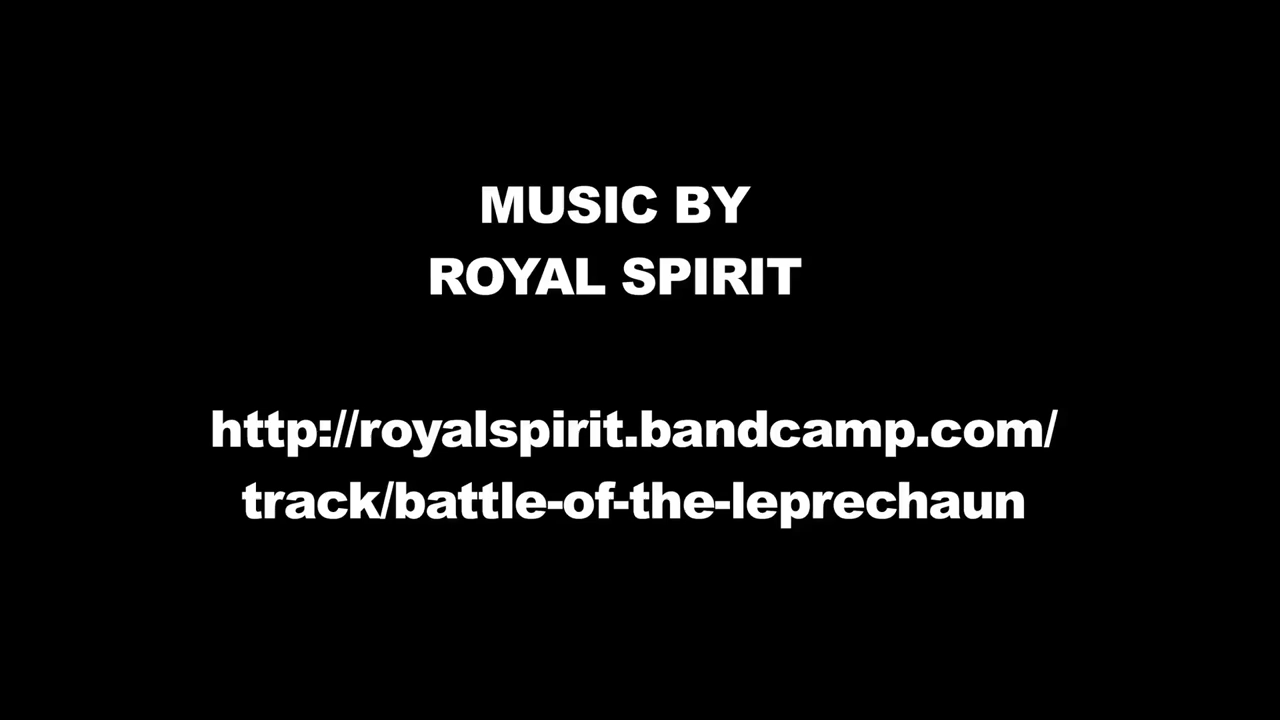 MUSIC BY
ROYAL SPIRIT
http://royalspirit.bandcamp.com/
track/battle-of-the-leprechaun